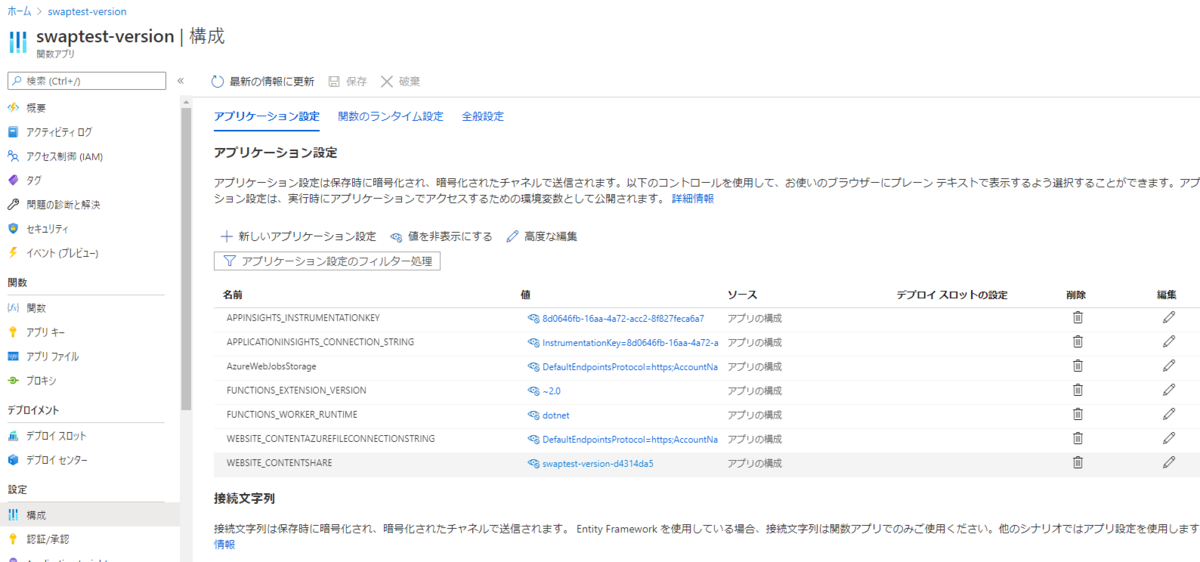 ホーム > swaptest-version
swaptest-version | 構成
関数アプリ
検索 (Ctrl+/)
«
最新の情報に更新 保存 破棄
概要
アクティビティ ログ
アクセス制御 (IAM)
タグ
問題の診断と解決
セキュリティ
イベント (プレビュー)
関数
関数
アプリ キー
アプリ ファイル
プロキシ
デプロイメント
デプロイ スロット
デプロイ センター
設定
構成
認証/承認
アプリケーション設定 関数のランタイム設定 全般設定
アプリケーション設定
アプリケーション設定は保存時に暗号化され、暗号化されたチャネルで送信されます。以下のコントロールを使用して、お使いのブラウザーにプレーン テキストで表示するよう選択することができます。アプ
ション設定は、実行時にアプリケーションでアクセスするための環境変数として公開されます。 詳細情報
新しいアプリケーション設定 値を非表示にする 高度な編集
アプリケーション設定のフィルター処理
名前 値 ソース デプロイ スロットの設定 削除 編集
APPINSIGHTS_INSTRUMENTATIONKEY 8d0646fb-16aa-4a72-acc2-8f827feca6a7 アプリの構成
APPLICATIONINSIGHTS_CONNECTION_STRING InstrumentationKey=8d0646fb-16aa-4a72-a アプリの構成
AzureWebJobsStorage DefaultEndpointsProtocol=https;AccountNa アプリの構成
FUNCTIONS_EXTENSION_VERSION ~2.0 アプリの構成
FUNCTIONS_WORKER_RUNTIME dotnet アプリの構成
WEBSITE_CONTENTAZUREFILECONNECTIONSTRING DefaultEndpointsProtocol=https;AccountNa アプリの構成
WEBSITE_CONTENTSHARE swaptest-version-d4314da5 アプリの構成
接続文字列
接続文字列は保存時に暗号化され、暗号化されたチャネルで送信されます。 Entity Framework を使用している場合、接続文字列は関数アプリでのみご使用ください。他のシナリオではアプリ設定を使用します
情報